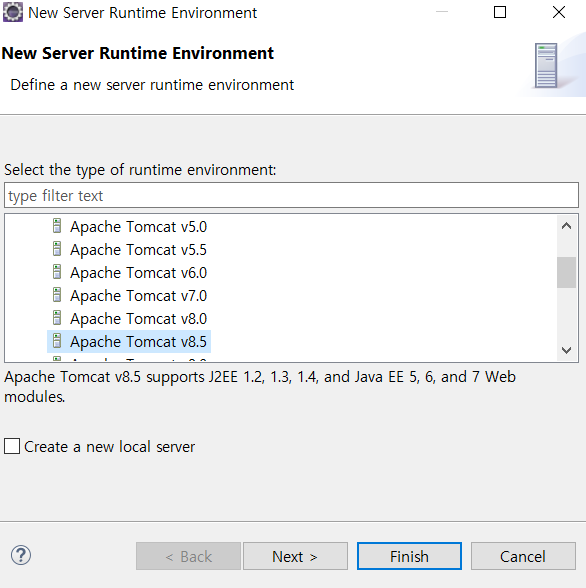 New Server Runtime Environment
New Server Runtime Environment
Define a new server runtime environment
Select the type of runtime environment:
type filter text
Apache Tomcat v5.0
Apache Tomcat v5.5
Apache Tomcat v6.0
Apache Tomcat v7.0
Apache Tomcat v8.0
Apache Tomcat v8.5
Apache Tomcat v8.5 supports J2EE 1.2, 1.3, 1.4, and Java EE 5, 6, and 7 Web
modules.
Create a new local server
? < Back Next > Finish Cancel